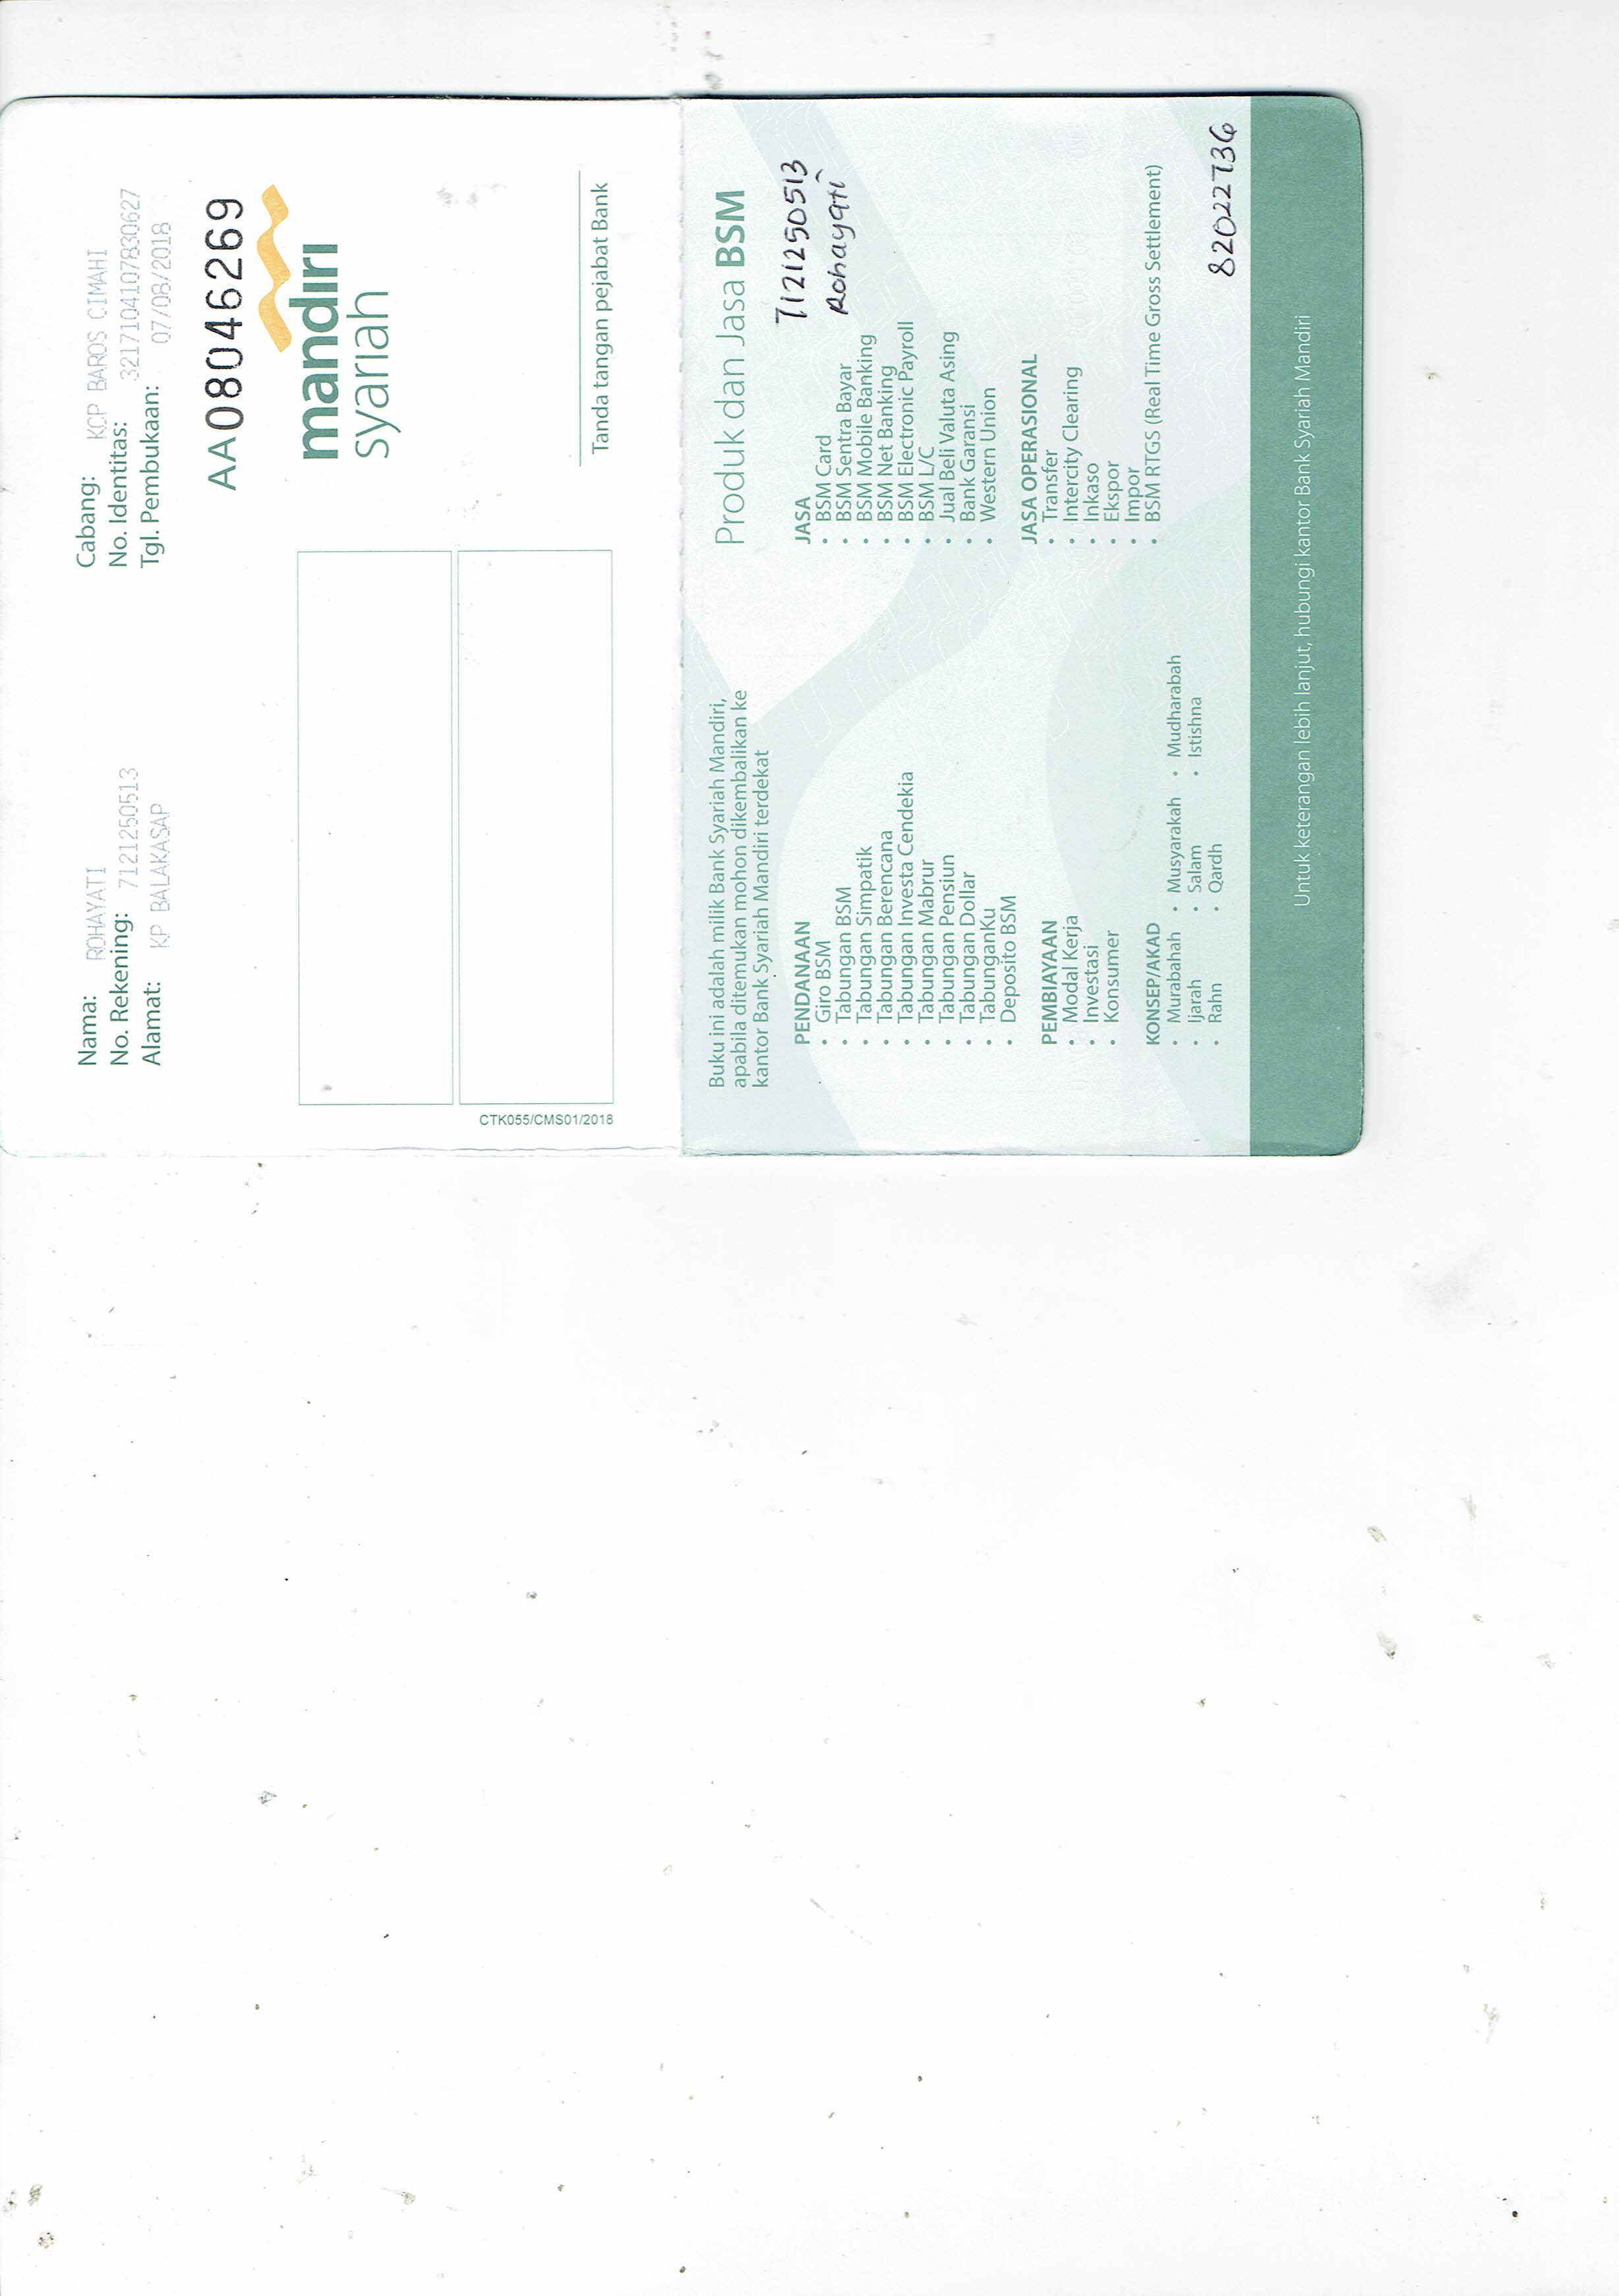 Nama: ROHAYATI
No. Rekening: 7121250513
Alamat: KP BALAKASAP
Cabang: KCP BAROS CIMAHI
No. Identitas: 3217104107830627
Tgl. Pembukaan: 07/08/2018
AA 08046269
mandiri
syariah
Tanda tangan pejabat Bank
CTK055/CMS01/2018
Buku ini adalah milik Bank Syariah Mandiri,
apabila ditemukan mohon dikembalikan ke
kantor Bank Syariah Mandiri terdekat
PENDANAAN
• Giro BSM
• Tabungan BSM
• Tabungan Simpatik
• Tabungan Berencana
• Tabungan Investa Cendekia
• Tabungan Mabrur
• Tabungan Pensiun
• Tabungan Dollar
• TabunganKu
• Deposito BSM
PEMBIAYAAN
• Modal Kerja
• Investasi
• Konsumer
KONSEP/AKAD
• Murabahah • Musyarakah • Mudharabah
• Ijarah • Salam • Istishna
• Rahn • Qardh
Produk dan Jasa BSM
7121250513
Rohayati
JASA
• BSM Card
• BSM Sentra Bayar
• BSM Mobile Banking
• BSM Net Banking
• BSM Electronic Payroll
• BSM L/C
• Jual Beli Valuta Asing
• Bank Garansi
• Western Union
JASA OPERASIONAL
• Transfer
• Intercity Clearing
• Inkaso
• Ekspor
• Impor
• BSM RTGS (Real Time Gross Settlement)
82022736
Untuk keterangan lebih lanjut, hubungi kantor Bank Syariah Mandiri